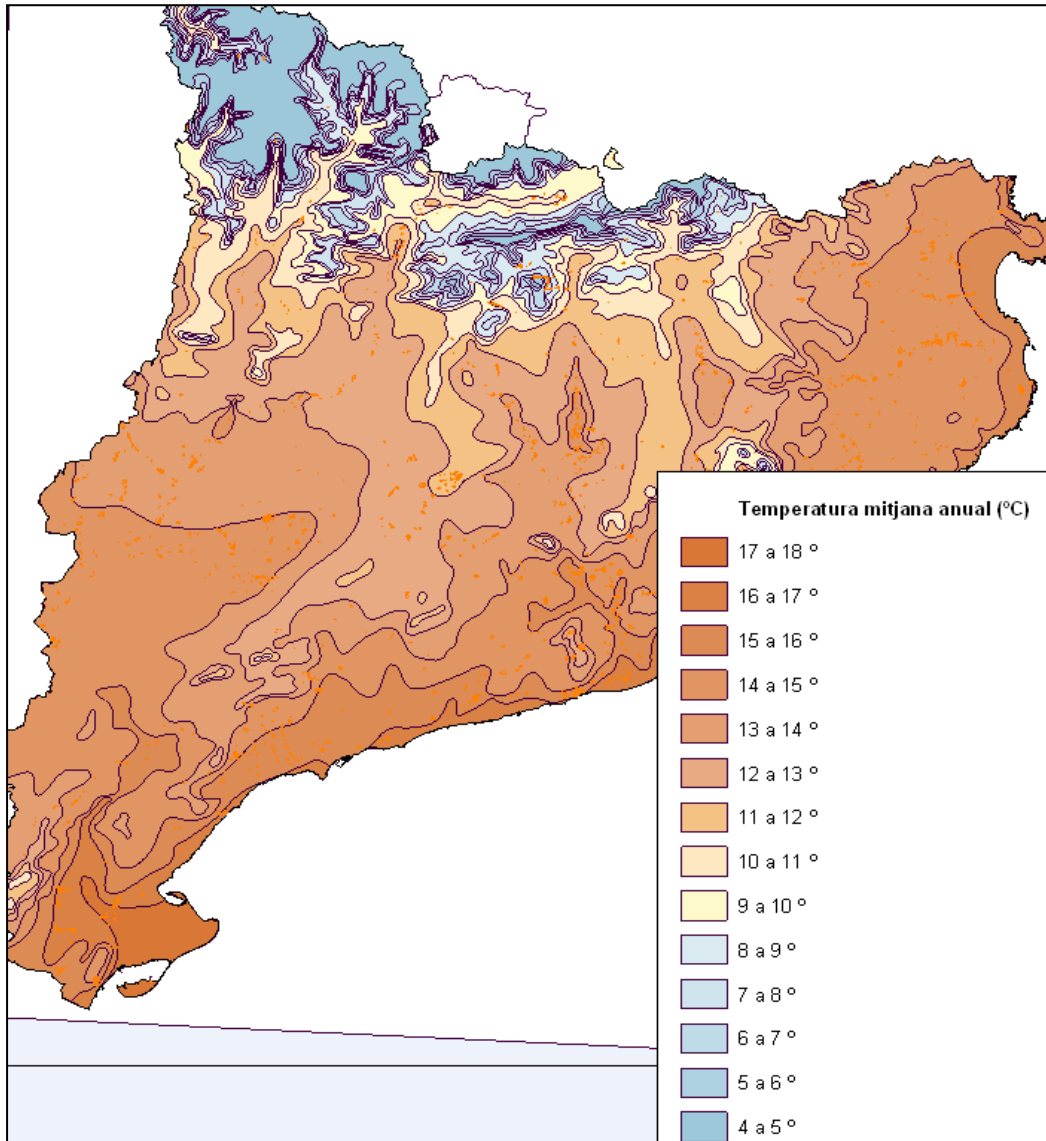 Temperatura mitjana anual (ºC)
17 a 18 º
16 a 17 º
15 a 16 º
14 a 15 º
13 a 14 º
12 a 13 º
11 a 12 º
10 a 11 º
9 a 10 º
8 a 9 º
7 a 8 º
6 a 7 º
5 a 6 º
4 a 5 º